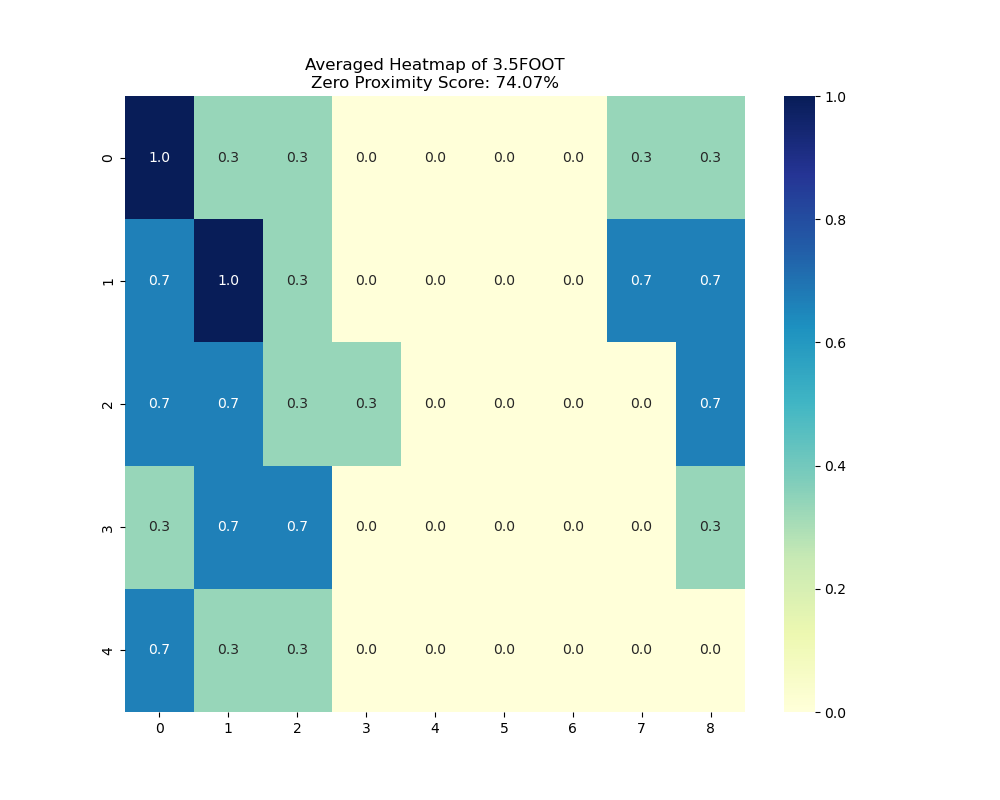 Averaged Heatmap of 3.5FOOT
Zero Proximity Score: 74.07%
0 1.0 0.3 0.3 0.0 0.0 0.0 0.0 0.3 0.3
1 0.7 1.0 0.3 0.0 0.0 0.0 0.0 0.7 0.7
2 0.7 0.7 0.3 0.3 0.0 0.0 0.0 0.0 0.7
3 0.3 0.7 0.7 0.0 0.0 0.0 0.0 0.0 0.3
4 0.7 0.3 0.3 0.0 0.0 0.0 0.0 0.0 0.0
0 1 2 3 4 5 6 7 8
1.0
0.8
0.6
0.4
0.2
0.0